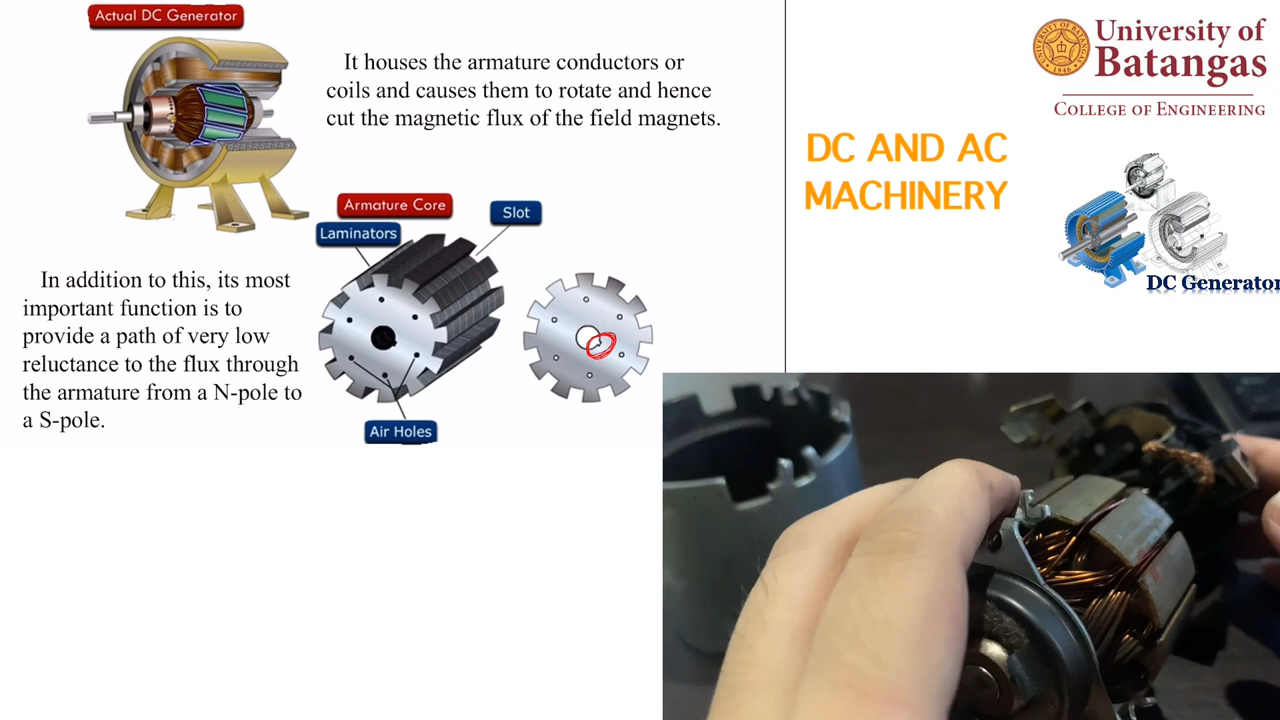 Actual DC Generator
It houses the armature conductors or
coils and causes them to rotate and hence
cut the magnetic flux of the field magnets.
Armature Core
Slot
Laminators
In addition to this, its most
important function is to
provide a path of very low
reluctance to the flux through
the armature from a N-pole to
a S-pole.
Air Holes
University of
Batangas
COLLEGE OF ENGINEERING
DC AND AC
MACHINERY
DC Generator
1946